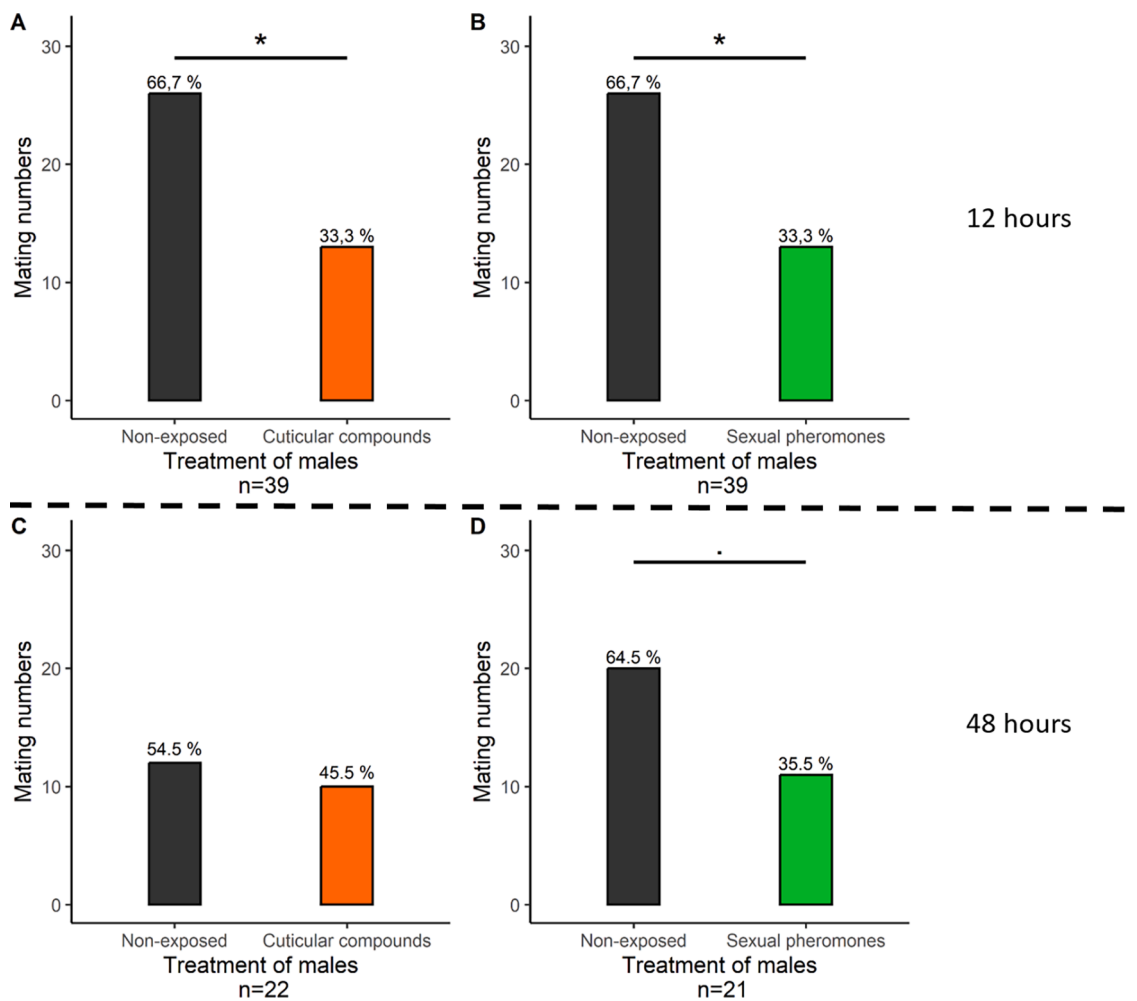 A
30
20
10
0
Mating numbers
*
66,7 %
33,3 %
Non-exposed
Cuticular compounds
Treatment of males
n=39
B
30
20
10
0
Mating numbers
*
66,7 %
33,3 %
Non-exposed
Sexual pheromones
Treatment of males
n=39
12 hours
C
30
20
10
0
Mating numbers
54.5 %
45.5 %
Non-exposed
Cuticular compounds
Treatment of males
n=22
D
30
20
10
0
Mating numbers
.
64.5 %
35.5 %
Non-exposed
Sexual pheromones
Treatment of males
n=21
48 hours